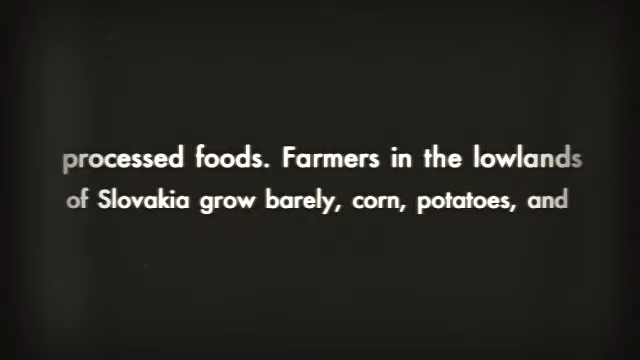 processed foods. Farmers in the lowlands
of Slovakia grow barely, corn, potatoes, and